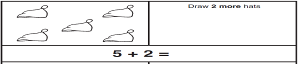 Draw 2 more hats
5 + 2 =